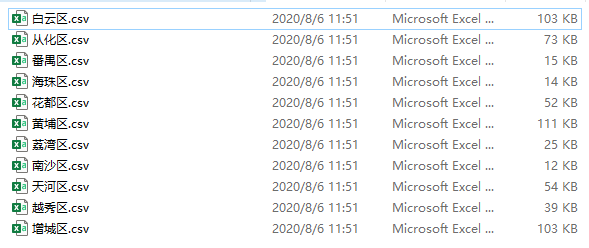 白云区.csv 2020/8/6 11:51 Microsoft Excel ... 103 KB
从化区.csv 2020/8/6 11:51 Microsoft Excel ... 73 KB
番禺区.csv 2020/8/6 11:51 Microsoft Excel ... 15 KB
海珠区.csv 2020/8/6 11:51 Microsoft Excel ... 14 KB
花都区.csv 2020/8/6 11:51 Microsoft Excel ... 52 KB
黄埔区.csv 2020/8/6 11:51 Microsoft Excel ... 111 KB
荔湾区.csv 2020/8/6 11:51 Microsoft Excel ... 25 KB
南沙区.csv 2020/8/6 11:51 Microsoft Excel ... 12 KB
天河区.csv 2020/8/6 11:51 Microsoft Excel ... 54 KB
越秀区.csv 2020/8/6 11:51 Microsoft Excel ... 39 KB
增城区.csv 2020/8/6 11:51 Microsoft Excel ... 103 KB